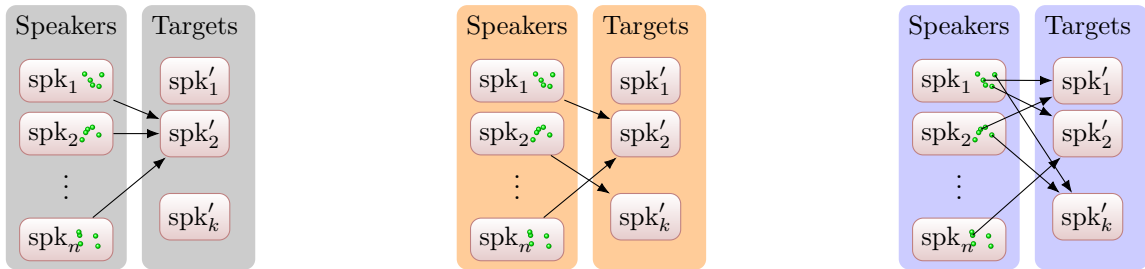 Speakers Targets
spk₁ spk′₁
spk₂ spk′₂
⋮
spkₙ spk′ₖ
Speakers Targets
spk₁ spk′₁
spk₂ spk′₂
⋮
spkₙ spk′ₖ
Speakers Targets
spk₁ spk′₁
spk₂ spk′₂
⋮
spkₙ spk′ₖ